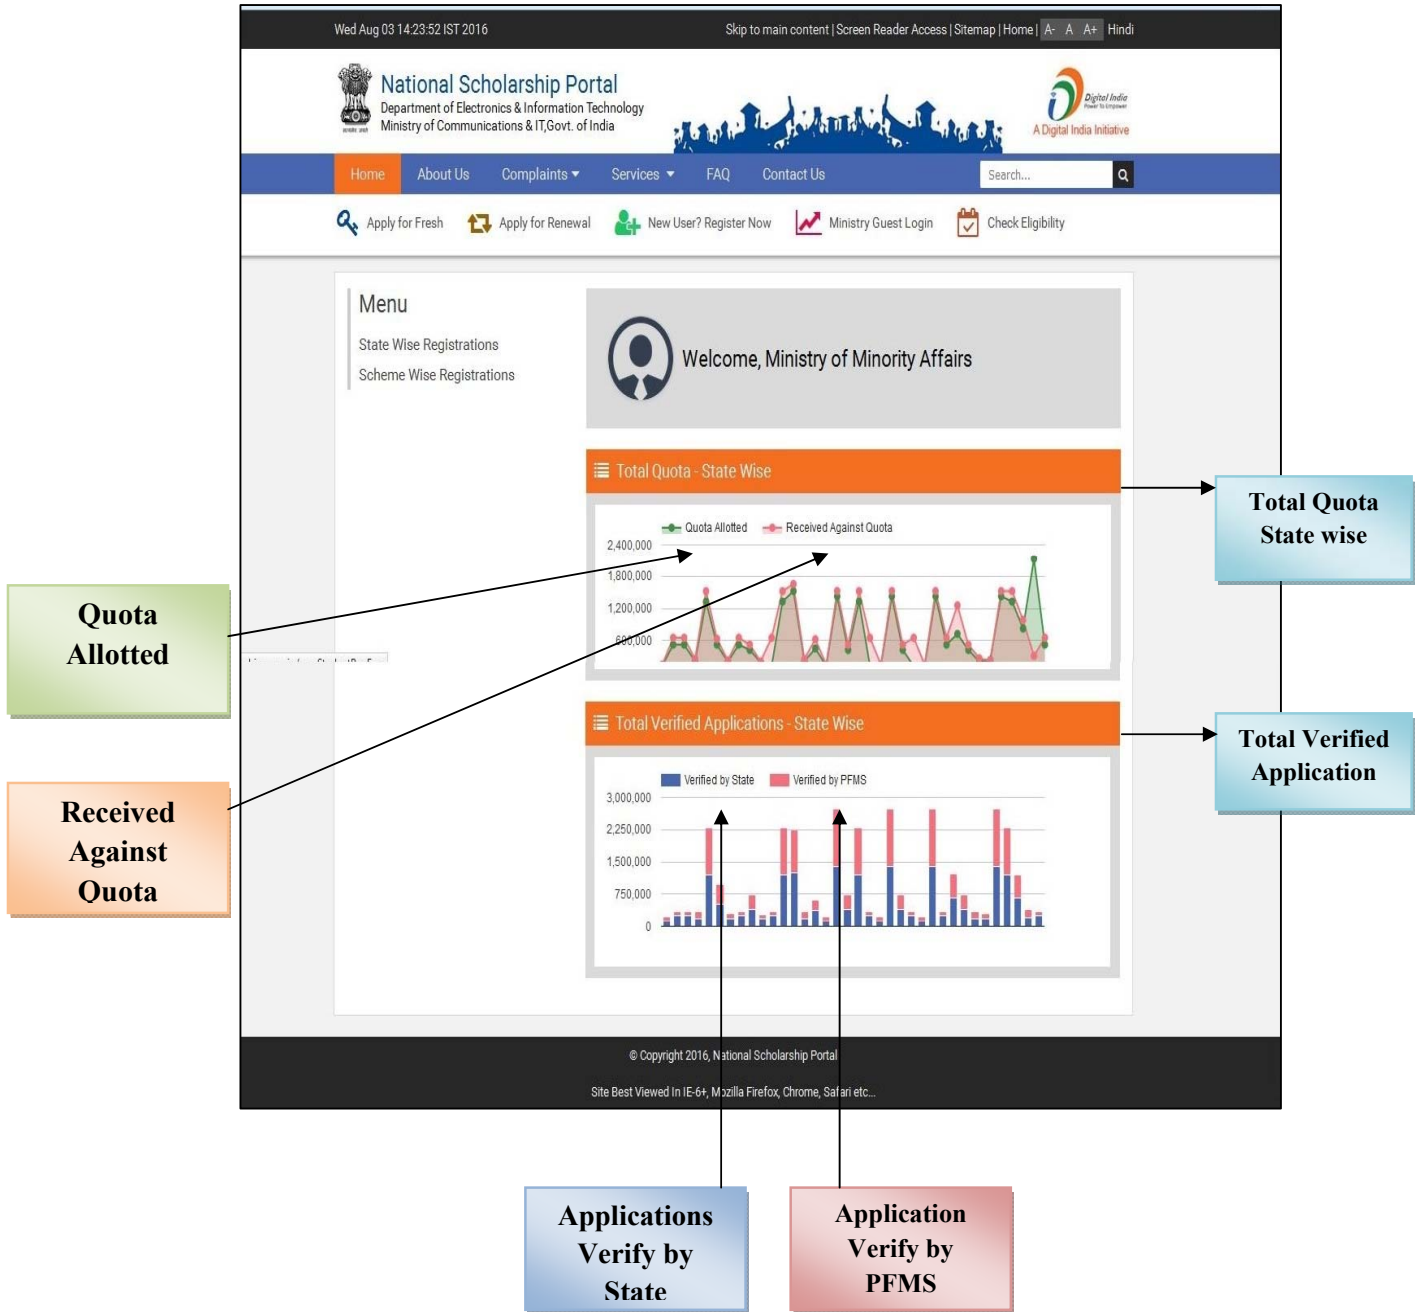 Wed Aug 03 14:23:52 IST 2016
Skip to main content | Screen Reader Access | Sitemap | Home | A- A A+ Hindi
National Scholarship Portal
Department of Electronics & Information Technology
Ministry of Communications & IT,Govt. of India
Digital India
Power To Empower
A Digital India Initiative
Home About Us Complaints Services FAQ Contact Us Search...
Apply for Fresh Apply for Renewal New User? Register Now Ministry Guest Login Check Eligibility
Menu
State Wise Registrations
Scheme Wise Registrations
Welcome, Ministry of Minority Affairs
Total Quota - State Wise
Quota Allotted Received Against Quota
2,400,000
1,800,000
1,200,000
600,000
Total Verified Applications - State Wise
Verified by State Verified by PFMS
3,000,000
2,250,000
1,500,000
750,000
0
© Copyright 2016, National Scholarship Portal
Site Best Viewed In IE-6+, Mozilla Firefox, Chrome, Safari etc...
Quota
Allotted
Received
Against
Quota
Total Quota
State wise
Total Verified
Application
Applications
Verify by
State
Application
Verify by
PFMS